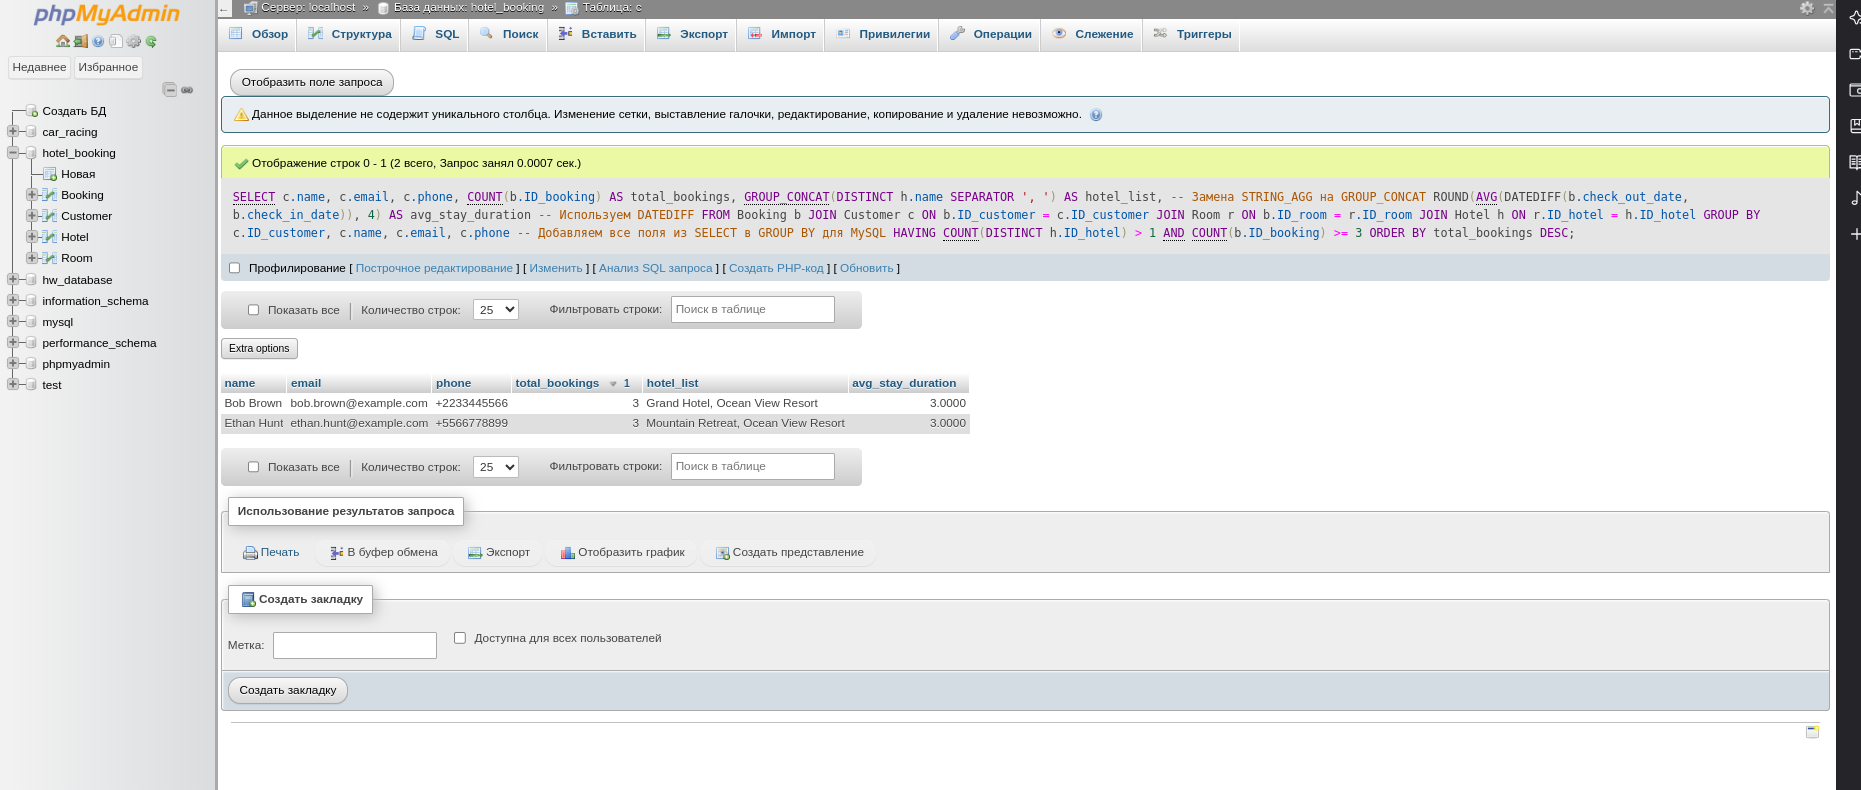 phpMyAdmin
Недавнее Избранное
Создать БД
car_racing
hotel_booking
Новая
Booking
Customer
Hotel
Room
hw_database
information_schema
mysql
performance_schema
phpmyadmin
test
← Сервер: localhost » База данных: hotel_booking » Таблица: c
Обзор Структура SQL Поиск Вставить Экспорт Импорт Привилегии Операции Слежение Триггеры
Отобразить поле запроса
Данное выделение не содержит уникального столбца. Изменение сетки, выставление галочки, редактирование, копирование и удаление невозможно.
Отображение строк 0 - 1 (2 всего, Запрос занял 0.0007 сек.)
SELECT c.name, c.email, c.phone, COUNT(b.ID_booking) AS total_bookings, GROUP_CONCAT(DISTINCT h.name SEPARATOR ', ') AS hotel_list, -- Замена STRING_AGG на GROUP_CONCAT ROUND(AVG(DATEDIFF(b.check_out_date,
b.check_in_date)), 4) AS avg_stay_duration -- Используем DATEDIFF FROM Booking b JOIN Customer c ON b.ID_customer = c.ID_customer JOIN Room r ON b.ID_room = r.ID_room JOIN Hotel h ON r.ID_hotel = h.ID_hotel GROUP BY
c.ID_customer, c.name, c.email, c.phone -- Добавляем все поля из SELECT в GROUP BY для MySQL HAVING COUNT(DISTINCT h.ID_hotel) > 1 AND COUNT(b.ID_booking) >= 3 ORDER BY total_bookings DESC;
Профилирование [ Построчное редактирование ] [ Изменить ] [ Анализ SQL запроса ] [ Создать PHP-код ] [ Обновить ]
Показать все Количество строк: 25 Фильтровать строки: Поиск в таблице
Extra options
name email phone total_bookings 1 hotel_list avg_stay_duration
Bob Brown bob.brown@example.com +2233445566 3 Grand Hotel, Ocean View Resort 3.0000
Ethan Hunt ethan.hunt@example.com +5566778899 3 Mountain Retreat, Ocean View Resort 3.0000
Показать все Количество строк: 25 Фильтровать строки: Поиск в таблице
Использование результатов запроса
Печать В буфер обмена Экспорт Отобразить график Создать представление
Создать закладку
Метка: Доступна для всех пользователей
Создать закладку